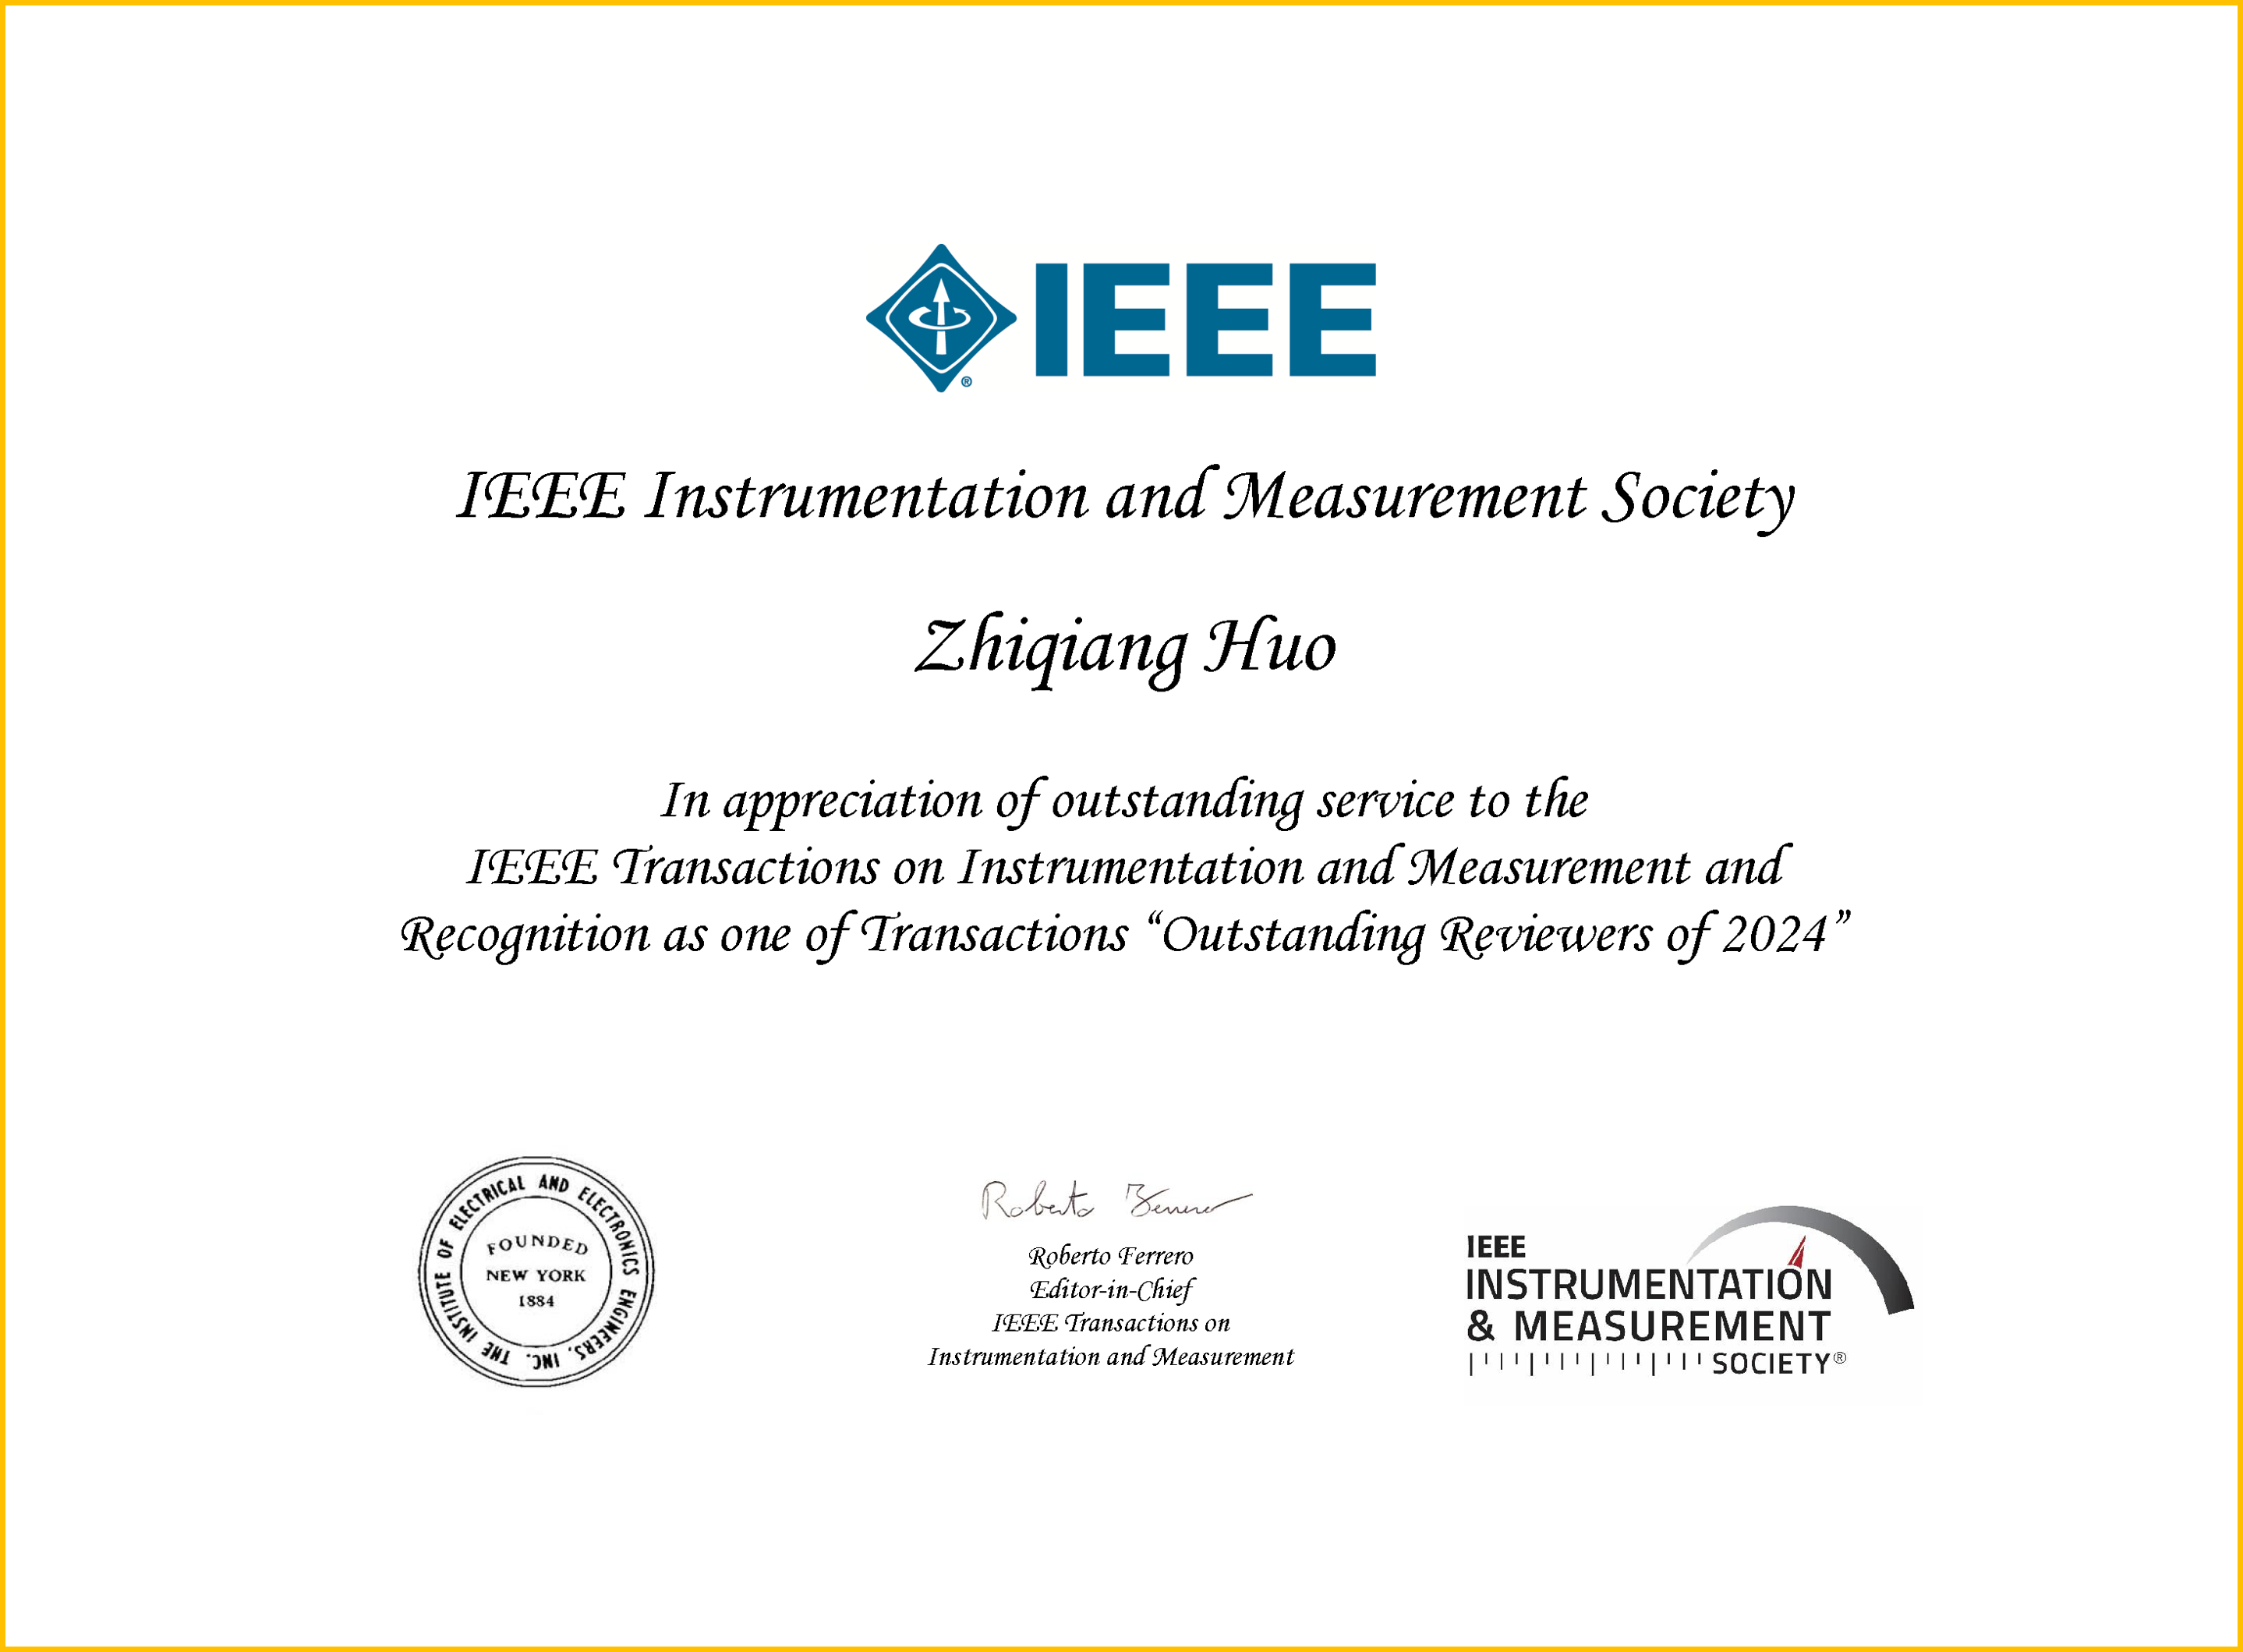 IEEE
IEEE Instrumentation and Measurement Society
Zhiqiang Huo
In appreciation of outstanding service to the
IEEE Transactions on Instrumentation and Measurement and
Recognition as one of Transactions “Outstanding Reviewers of 2024”
THE INSTITUTE OF ELECTRICAL AND ELECTRONICS ENGINEERS, INC.
FOUNDED
NEW YORK
1884
Roberto Ferrero
Roberto Ferrero
Editor-in-Chief
IEEE Transactions on
Instrumentation and Measurement
IEEE
INSTRUMENTATION
& MEASUREMENT
SOCIETY®